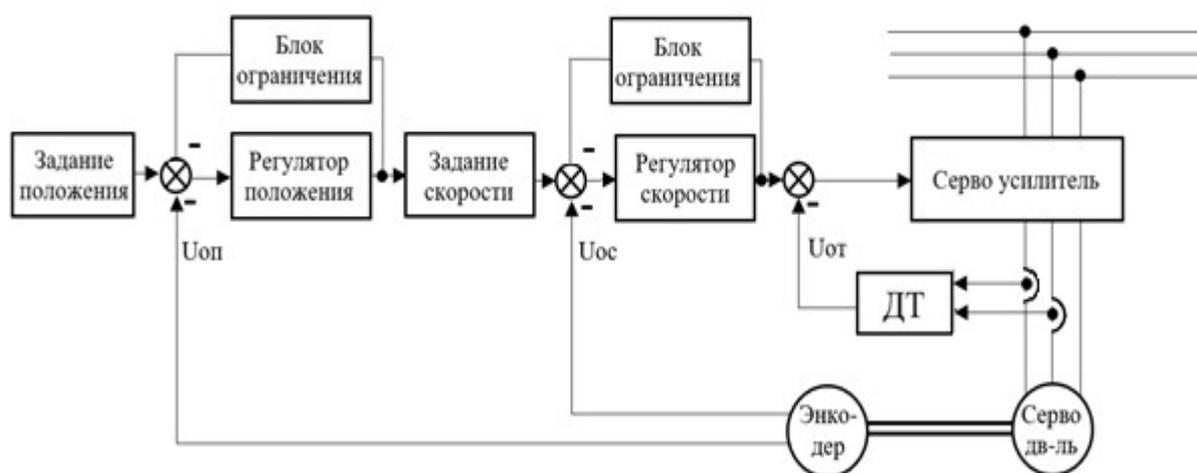 Блок
ограничения
Блок
ограничения
Задание
положения
Регулятор
положения
Задание
скорости
Регулятор
скорости
Серво усилитель
Uоп
Uос
Uот
ДТ
Энко-
дер
Серво
дв-ль